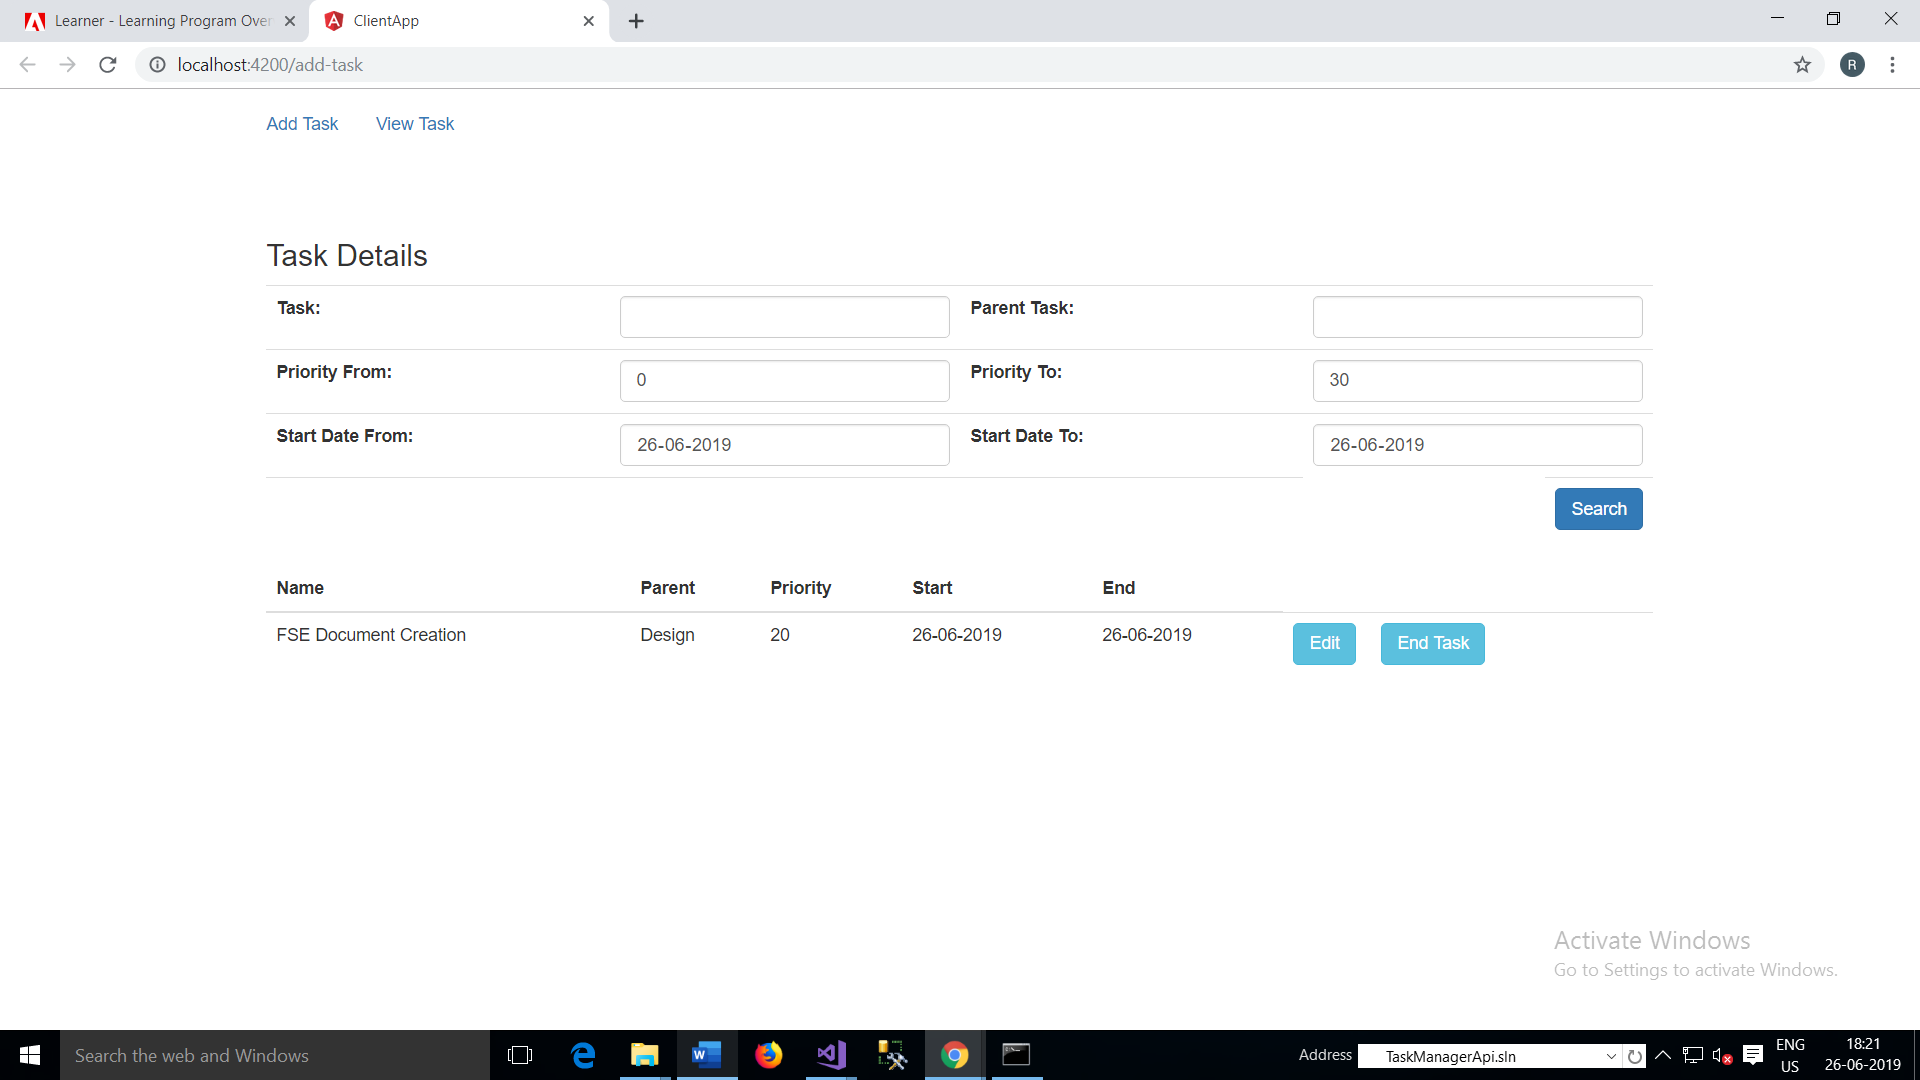 Learner - Learning Program Over
ClientApp
localhost:4200/add-task
R
Add Task View Task
Task Details
Task: Parent Task:
Priority From: 0 Priority To: 30
Start Date From: 26-06-2019 Start Date To: 26-06-2019
Search
Name Parent Priority Start End
FSE Document Creation Design 20 26-06-2019 26-06-2019 Edit End Task
Activate Windows
Go to Settings to activate Windows.
Search the web and Windows
Address TaskManagerApi.sln
ENG
US
18:21
26-06-2019